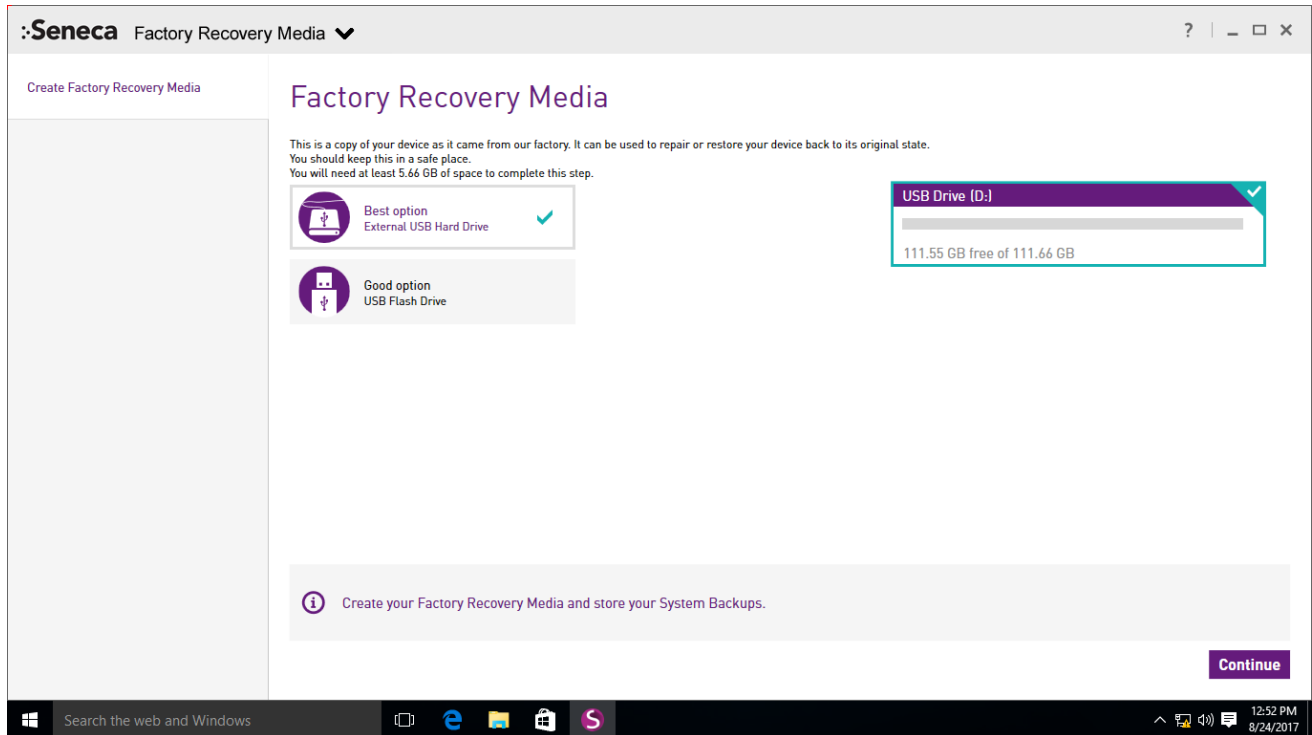 :Seneca Factory Recovery Media
?
Create Factory Recovery Media
Factory Recovery Media
This is a copy of your device as it came from our factory. It can be used to repair or restore your device back to its original state.
You should keep this in a safe place.
You will need at least 5.66 GB of space to complete this step.
Best option
External USB Hard Drive
Good option
USB Flash Drive
USB Drive (D:)
111.55 GB free of 111.66 GB
Create your Factory Recovery Media and store your System Backups.
Continue
Search the web and Windows
12:52 PM
8/24/2017